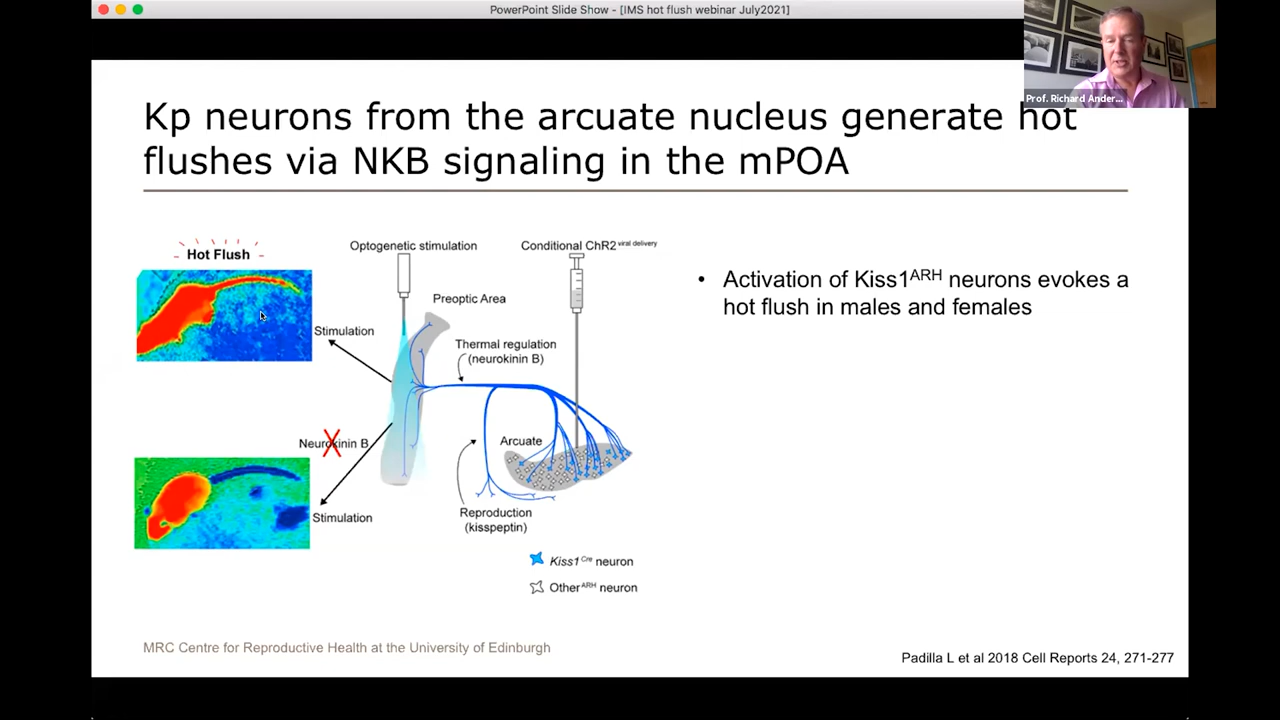 PowerPoint Slide Show - [IMS hot flush webinar July2021]
Prof. Richard Ander...
Kp neurons from the arcuate nucleus generate hot
flushes via NKB signaling in the mPOA
Hot Flush
Optogenetic stimulation
Conditional ChR2 viral delivery
Preoptic Area
Stimulation
Thermal regulation
(neurokinin B)
Neurokinin B
Arcuate
Stimulation
Reproduction
(kisspeptin)
Kiss1Cre neuron
OtherARH neuron
• Activation of Kiss1ARH neurons evokes a
hot flush in males and females
MRC Centre for Reproductive Health at the University of Edinburgh
Padilla L et al 2018 Cell Reports 24, 271-277